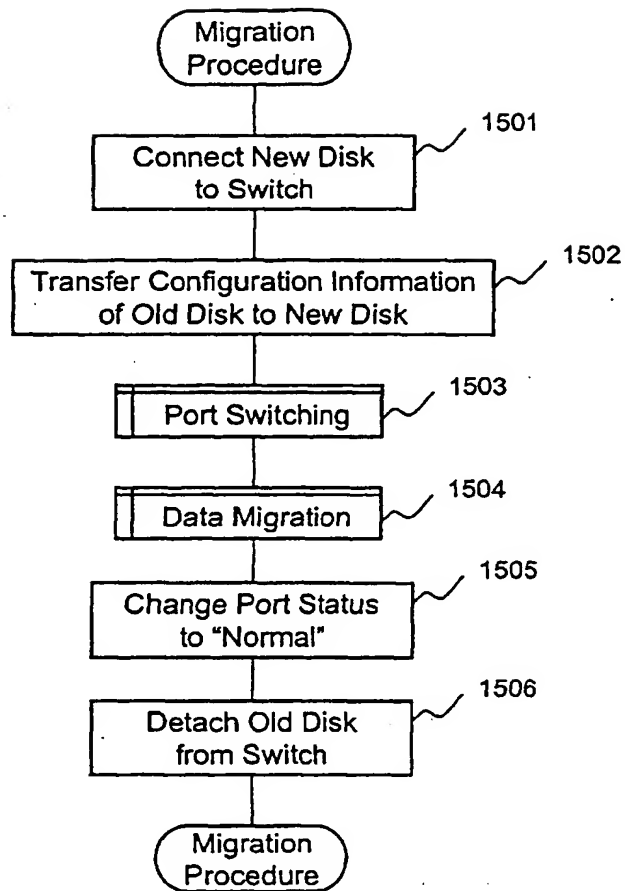 Migration
Procedure
1501
Connect New Disk
to Switch
1502
Transfer Configuration Information
of Old Disk to New Disk
1503
Port Switching
1504
Data Migration
1505
Change Port Status
to "Normal"
1506
Detach Old Disk
from Switch
Migration
Procedure